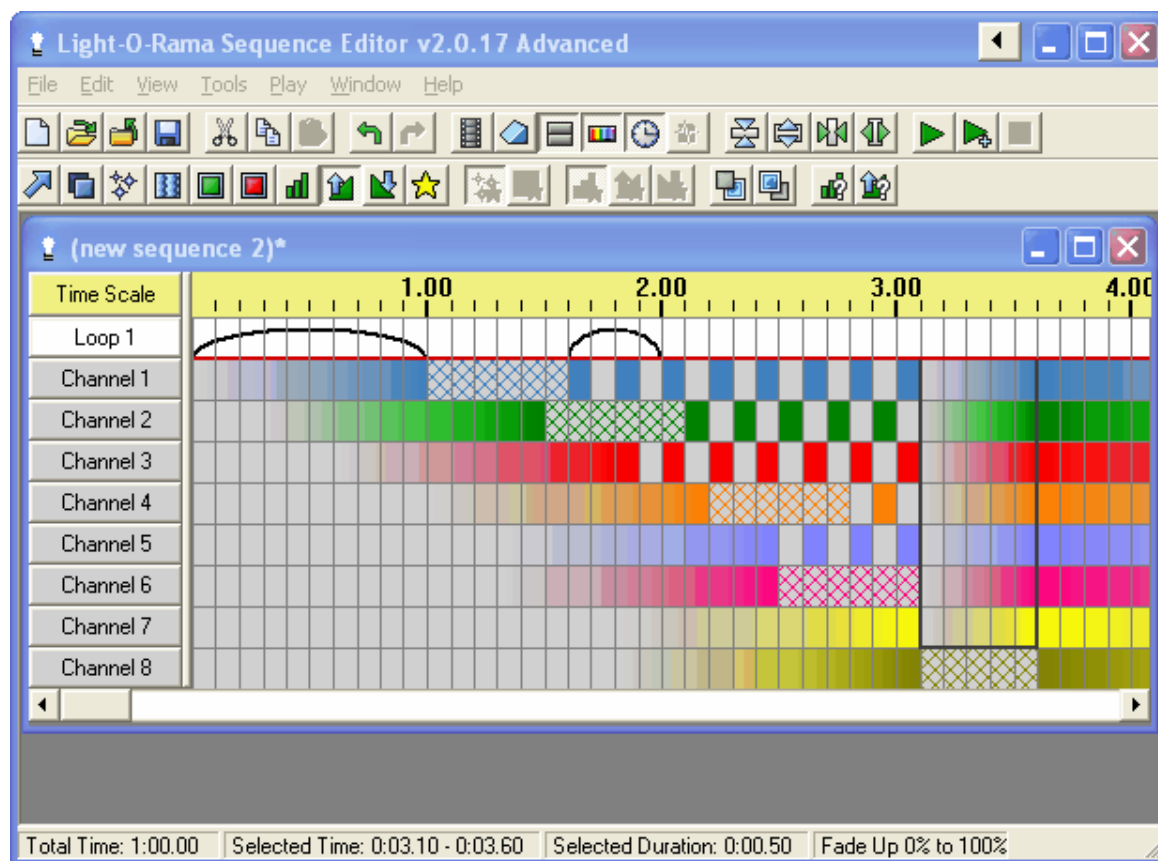 Light-O-Rama Sequence Editor v2.0.17 Advanced
File Edit View Tools Play Window Help
(new sequence 2)*
Time Scale 1.00 2.00 3.00 4.00
Loop 1
Channel 1
Channel 2
Channel 3
Channel 4
Channel 5
Channel 6
Channel 7
Channel 8
Total Time: 1:00.00 Selected Time: 0:03.10 - 0:03.60 Selected Duration: 0:00.50 Fade Up 0% to 100%